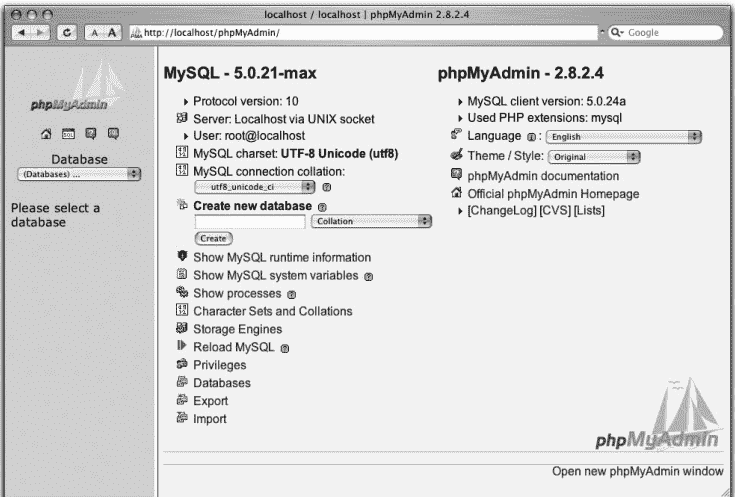 localhost / localhost | phpMyAdmin 2.8.2.4
A A
http://localhost/phpMyAdmin/
Google
phpMyAdmin
Database
(Databases) ...
Please select a
database
MySQL - 5.0.21-max
Protocol version: 10
Server: Localhost via UNIX socket
User: root@localhost
MySQL charset: UTF-8 Unicode (utf8)
MySQL connection collation:
utf8_unicode_ci
Create new database
Collation
Create
Show MySQL runtime information
Show MySQL system variables
Show processes
Character Sets and Collations
Storage Engines
Reload MySQL
Privileges
Databases
Export
Import
phpMyAdmin - 2.8.2.4
MySQL client version: 5.0.24a
Used PHP extensions: mysql
Language : English
Theme / Style: Original
phpMyAdmin documentation
Official phpMyAdmin Homepage
[ChangeLog] [CVS] [Lists]
phpMyAdmin
Open new phpMyAdmin window